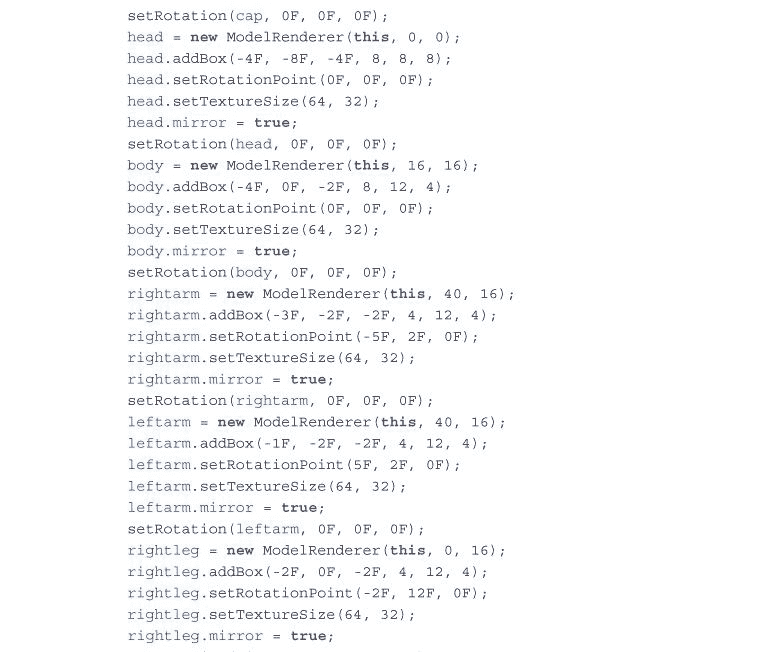 setRotation(cap, 0F, 0F, 0F);
head = new ModelRenderer(this, 0, 0);
head.addBox(-4F, -8F, -4F, 8, 8, 8);
head.setRotationPoint(0F, 0F, 0F);
head.setTextureSize(64, 32);
head.mirror = true;
setRotation(head, 0F, 0F, 0F);
body = new ModelRenderer(this, 16, 16);
body.addBox(-4F, 0F, -2F, 8, 12, 4);
body.setRotationPoint(0F, 0F, 0F);
body.setTextureSize(64, 32);
body.mirror = true;
setRotation(body, 0F, 0F, 0F);
rightarm = new ModelRenderer(this, 40, 16);
rightarm.addBox(-3F, -2F, -2F, 4, 12, 4);
rightarm.setRotationPoint(-5F, 2F, 0F);
rightarm.setTextureSize(64, 32);
rightarm.mirror = true;
setRotation(rightarm, 0F, 0F, 0F);
leftarm = new ModelRenderer(this, 40, 16);
leftarm.addBox(-1F, -2F, -2F, 4, 12, 4);
leftarm.setRotationPoint(5F, 2F, 0F);
leftarm.setTextureSize(64, 32);
leftarm.mirror = true;
setRotation(leftarm, 0F, 0F, 0F);
rightleg = new ModelRenderer(this, 0, 16);
rightleg.addBox(-2F, 0F, -2F, 4, 12, 4);
rightleg.setRotationPoint(-2F, 12F, 0F);
rightleg.setTextureSize(64, 32);
rightleg.mirror = true;